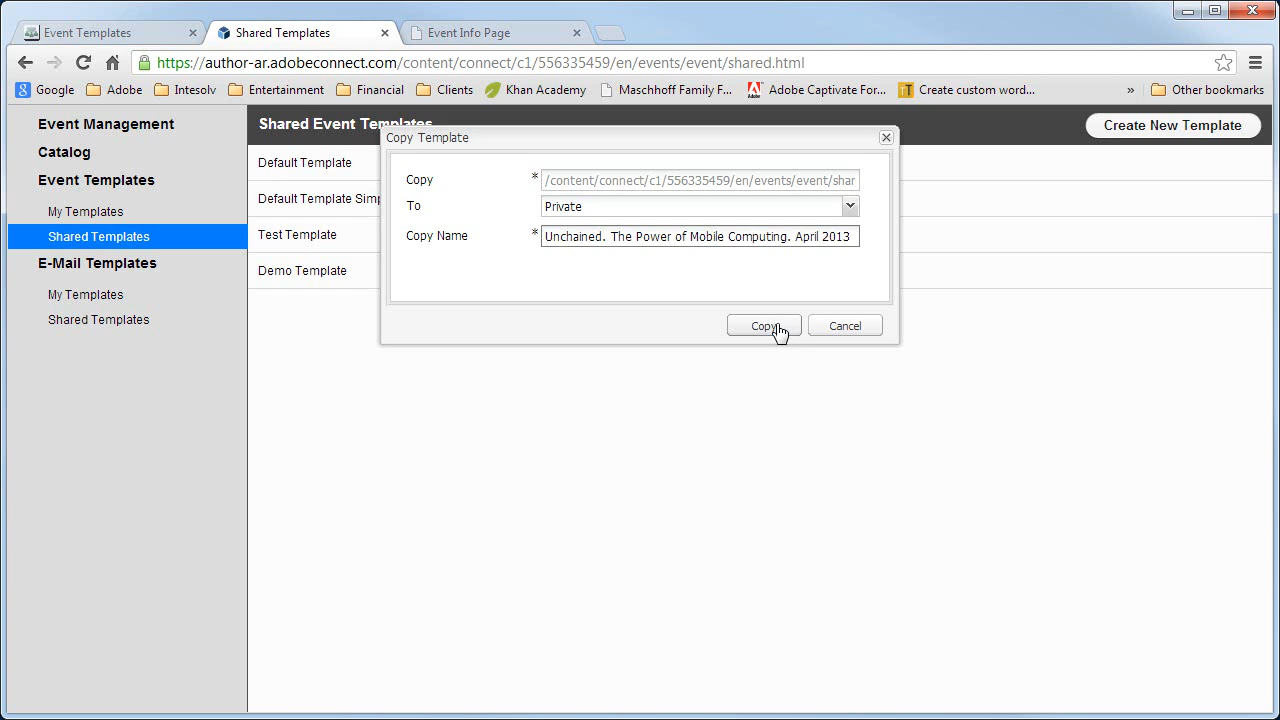 Event Templates
Shared Templates
Event Info Page
https://author-ar.adobeconnect.com/content/connect/c1/556335459/en/events/event/shared.html
Google
Adobe
Intesiv
Entertainment
Financial
Clients
Khan Academy
Maschhoff Family F...
Adobe Captivate For...
Create custom word...
»
Other bookmarks
Event Management
Catalog
Event Templates
My Templates
Shared Templates
E-Mail Templates
My Templates
Shared Templates
Shared Event Templates
Create New Template
Default Template
Default Template Simp
Test Template
Demo Template
Copy Template
Copy * /content/connect/c1/556335459/en/events/event/shar
To Private
Copy Name * Unchained. The Power of Mobile Computing. April 2013
Copy
Cancel